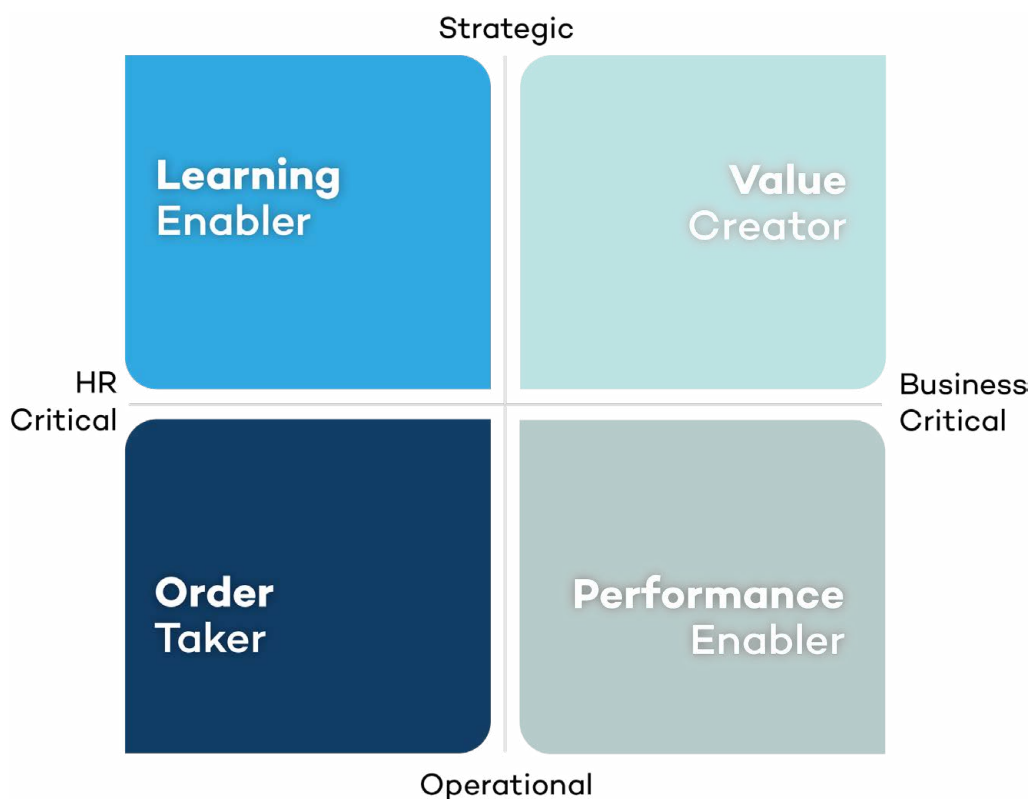 Strategic
Learning
Enabler
Value
Creator
HR
Critical
Business
Critical
Order
Taker
Performance
Enabler
Operational